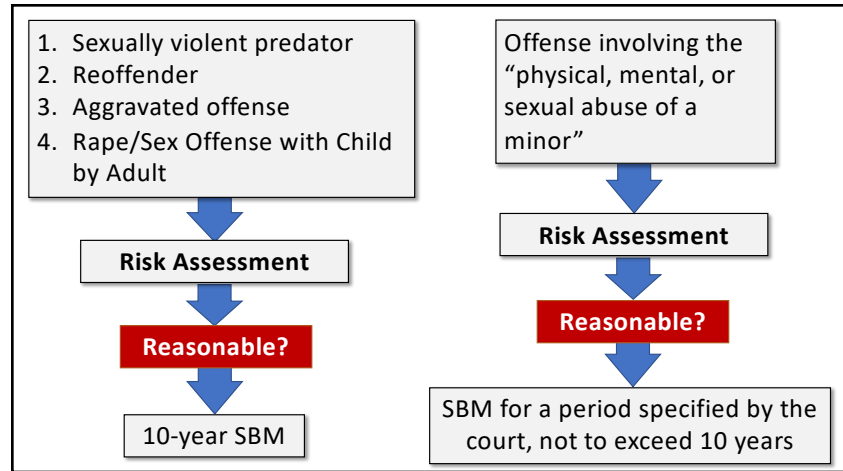 1. Sexually violent predator
2. Reoffender
3. Aggravated offense
4. Rape/Sex Offense with Child
by Adult
Risk Assessment
Reasonable?
10-year SBM
Offense involving the
“physical, mental, or
sexual abuse of a
minor”
Risk Assessment
Reasonable?
SBM for a period specified by the
court, not to exceed 10 years